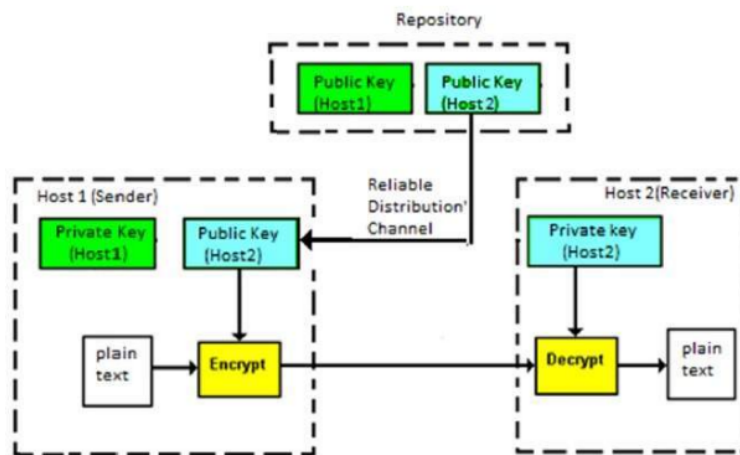 Repository
Public Key
(Host1)
Public Key
(Host2)
Reliable
Distribution'
Channel
Host 1 (Sender)
Private Key
(Host1)
Public Key
(Host2)
plain
text
Encrypt
Host 2(Receiver)
Private key
(Host2)
Decrypt
plain
text